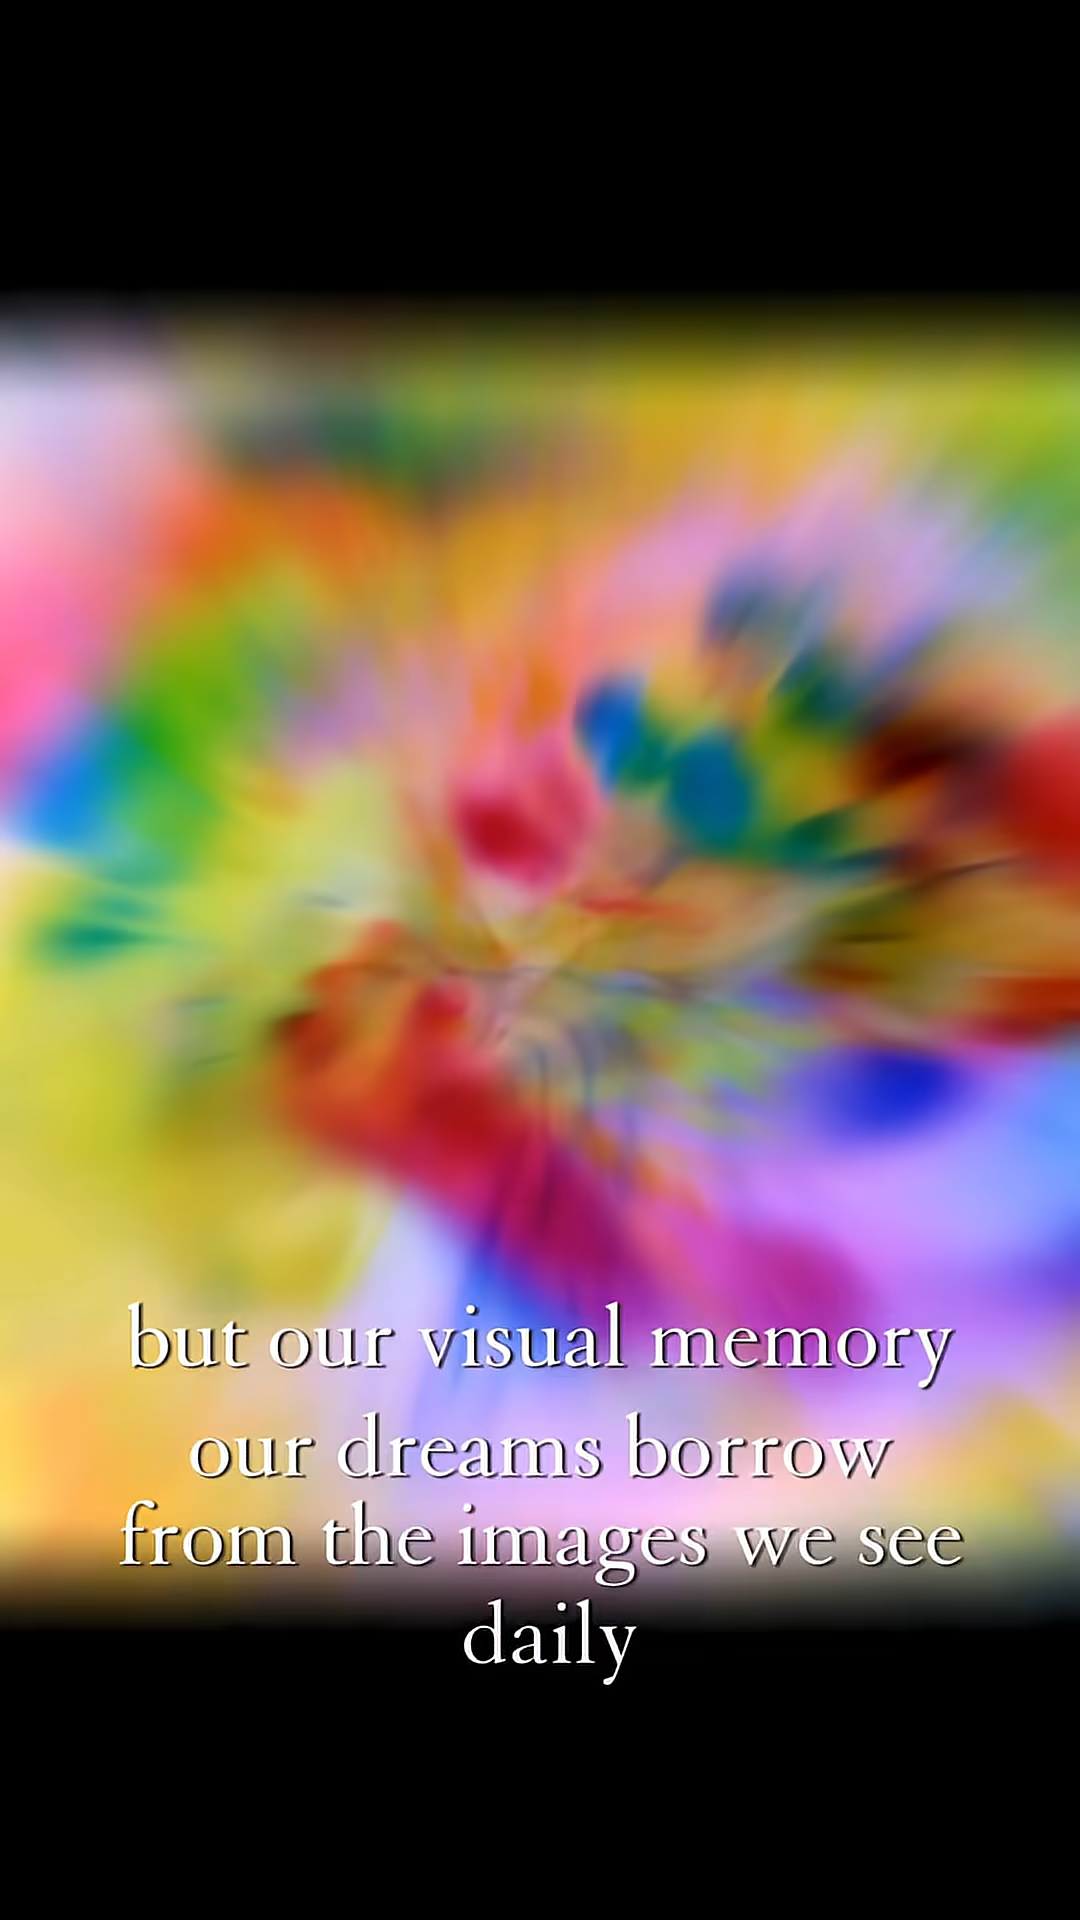 but our visual memory
our dreams borrow
from the images we see
daily